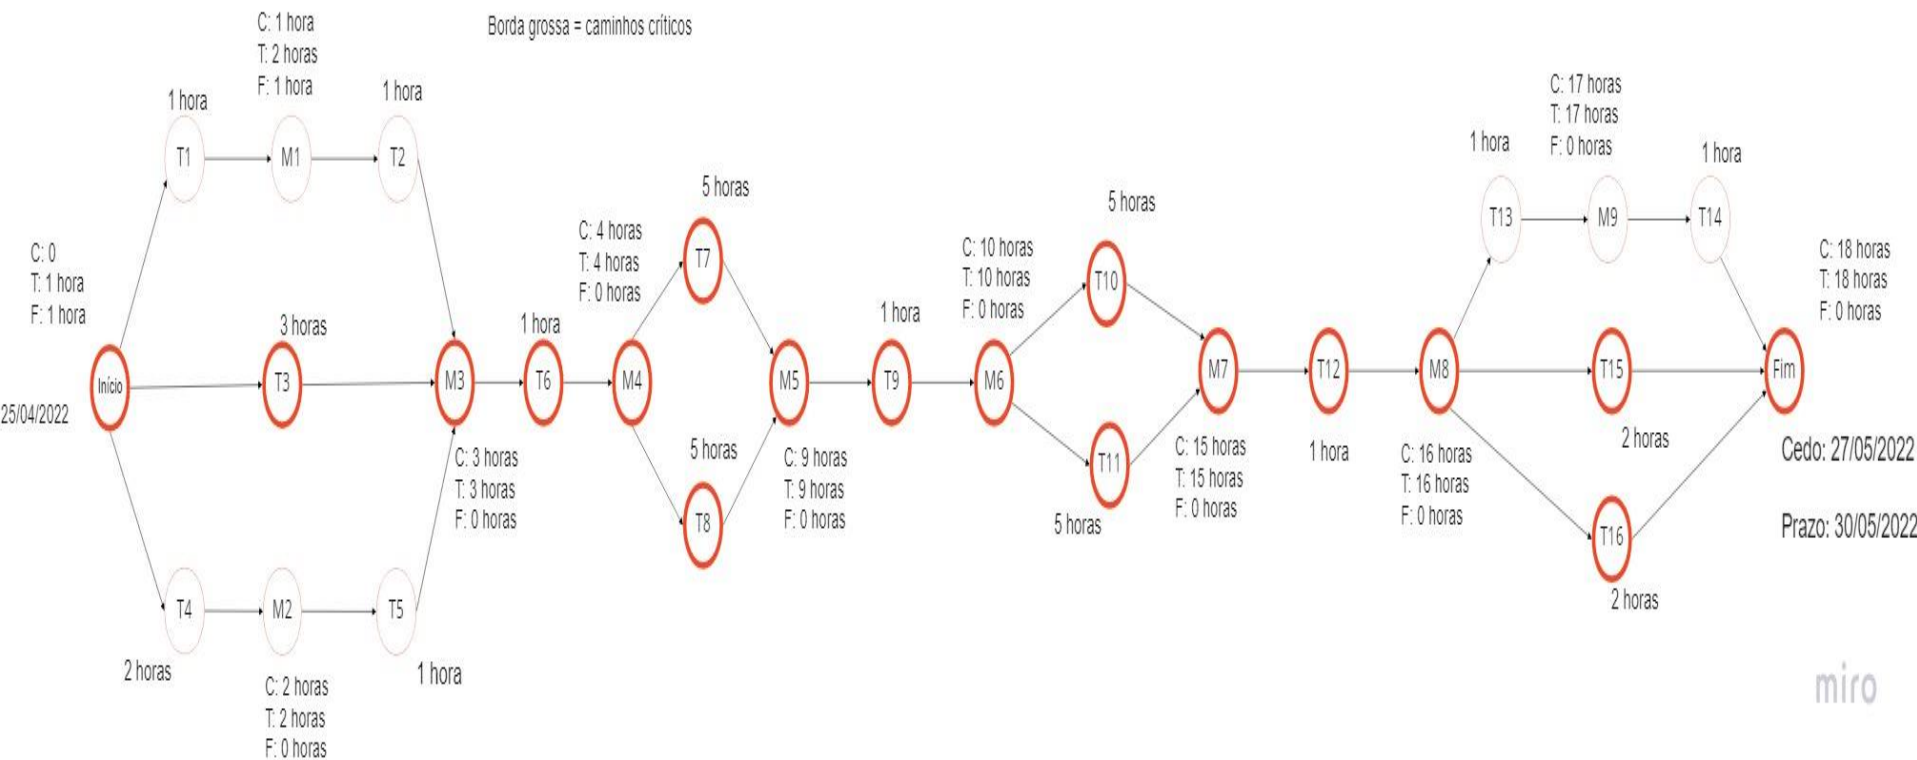 Borda grossa = caminhos críticos
C: 1 hora
T: 2 horas
F: 1 hora
1 hora
1 hora
T1
M1
T2
C: 0
T: 1 hora
F: 1 hora
Início
25/04/2022
3 horas
T3
M3
C: 3 horas
T: 3 horas
F: 0 horas
T4
M2
T5
2 horas
1 hora
C: 2 horas
T: 2 horas
F: 0 horas
1 hora
T6
M4
C: 4 horas
T: 4 horas
F: 0 horas
5 horas
T7
5 horas
T8
M5
C: 9 horas
T: 9 horas
F: 0 horas
1 hora
T9
M6
C: 10 horas
T: 10 horas
F: 0 horas
5 horas
T10
T11
5 horas
M7
C: 15 horas
T: 15 horas
F: 0 horas
T12
1 hora
M8
C: 16 horas
T: 16 horas
F: 0 horas
1 hora
C: 17 horas
T: 17 horas
F: 0 horas
1 hora
T13
M9
T14
T15
2 horas
T16
2 horas
C: 18 horas
T: 18 horas
F: 0 horas
Fim
Cedo: 27/05/2022
Prazo: 30/05/2022
miro